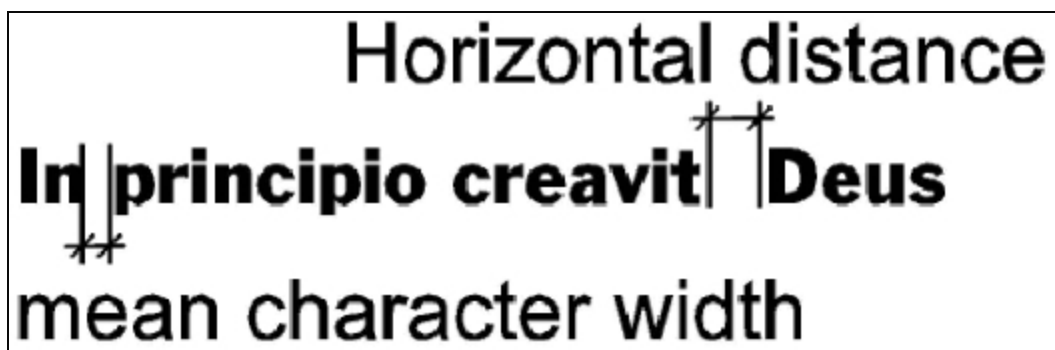 Horizontal distance
In principio creavit Deus
mean character width